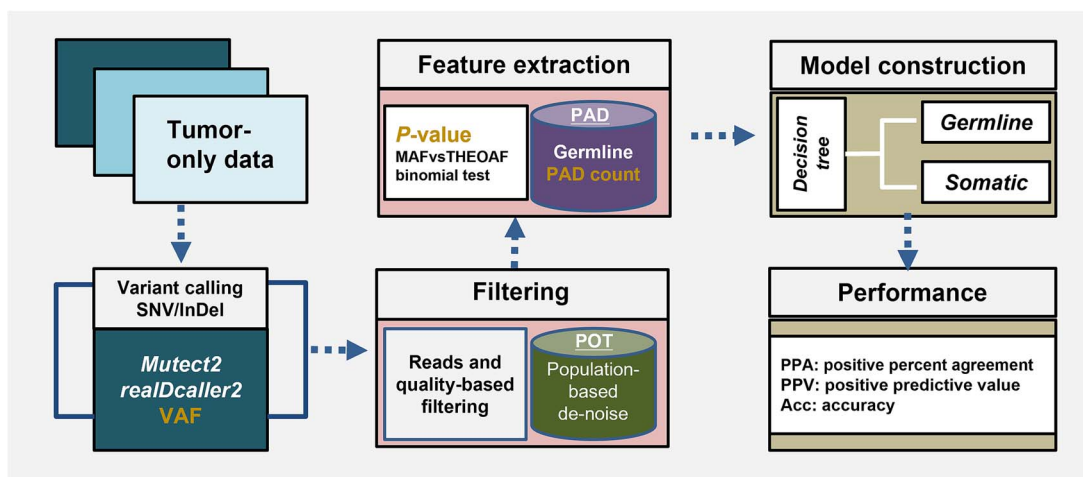 Tumor-
only data
Variant calling
SNV/InDel
Mutect2
realDcaller2
VAF
Filtering
Reads and
quality-based
filtering
POT
Population-
based
de-noise
Feature extraction
P-value
MAFvsTHEOAF
binomial test
PAD
Germline
PAD count
Model construction
Decision
tree
Germline
Somatic
Performance
PPA: positive percent agreement
PPV: positive predictive value
Acc: accuracy